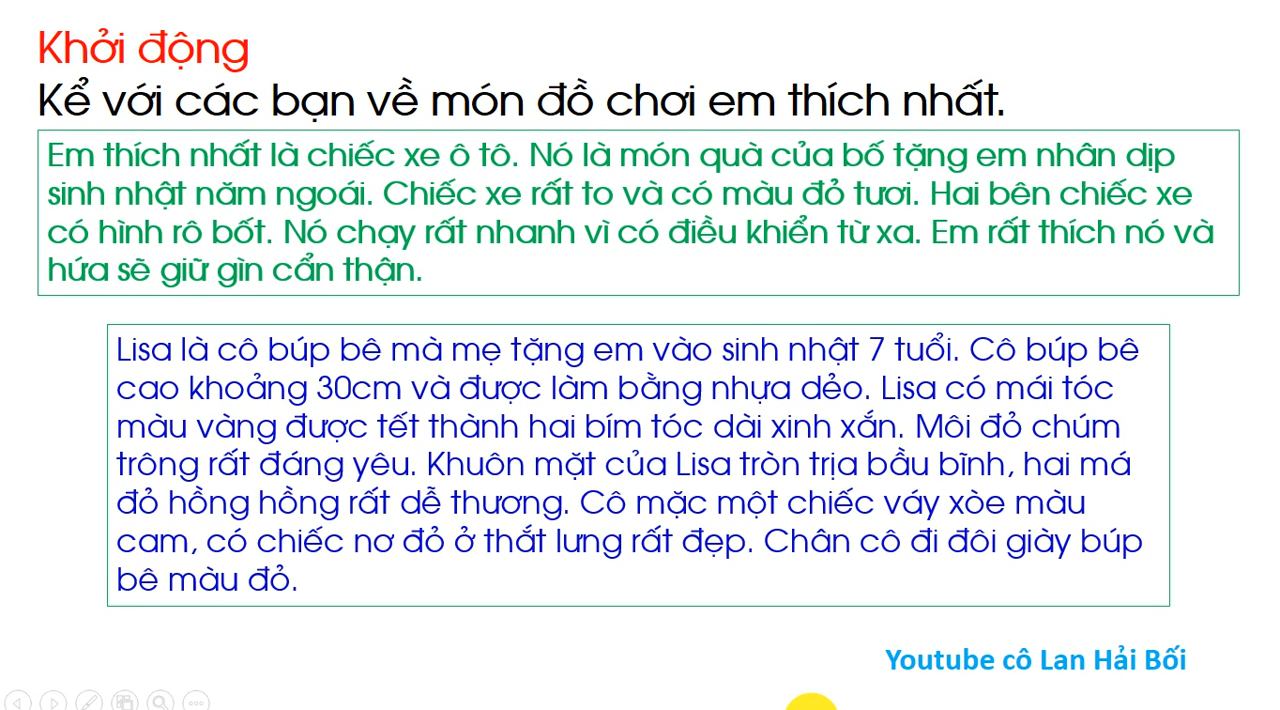 Khởi động
Kể với các bạn về món đồ chơi em thích nhất.
Em thích nhất là chiếc xe ô tô. Nó là món quà của bố tặng em nhân dịp
sinh nhật năm ngoái. Chiếc xe rất to và có màu đỏ tươi. Hai bên chiếc xe
có hình rô bốt. Nó chạy rất nhanh vì có điều khiển từ xa. Em rất thích nó và
hứa sẽ giữ gìn cẩn thận.
Lisa là cô búp bê mà mẹ tặng em vào sinh nhật 7 tuổi. Cô búp bê
cao khoảng 30cm và được làm bằng nhựa dẻo. Lisa có mái tóc
màu vàng được tết thành hai bím tóc dài xinh xắn. Môi đỏ chúm
trông rất đáng yêu. Khuôn mặt của Lisa tròn trịa bầu bĩnh, hai má
đỏ hồng hồng rất dễ thương. Cô mặc một chiếc váy xòe màu
cam, có chiếc nơ đỏ ở thắt lưng rất đẹp. Chân cô đi đôi giày búp
bê màu đỏ.
Youtube cô Lan Hải Bối